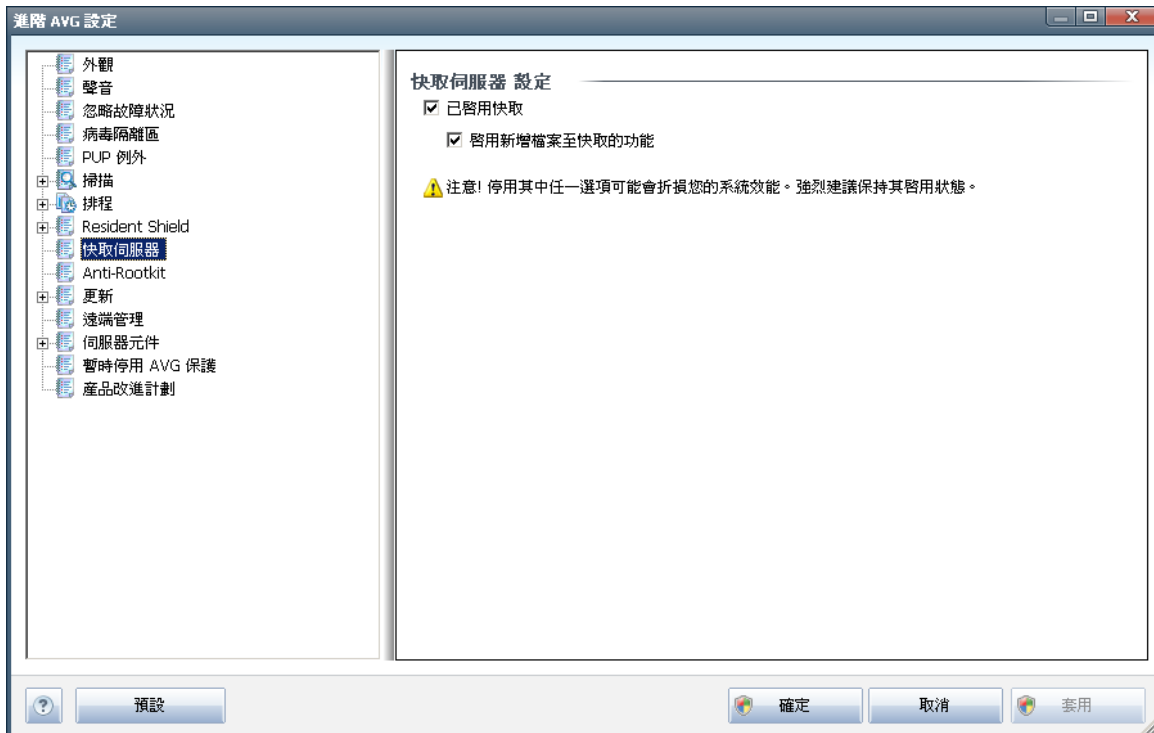 進階 AVG 設定
外觀
聲音
忽略故障狀況
病毒隔離區
PUP 例外
掃描
排程
Resident Shield
快取伺服器
Anti-Rootkit
更新
遠端管理
伺服器元件
暫時停用 AVG 保護
產品改進計劃
快取伺服器 設定
已啓用快取
啓用新增檔案至快取的功能
注意! 停用其中任一選項可能會折損您的系統效能。強烈建議保持其啓用狀態。
?
預設
確定
取消
套用